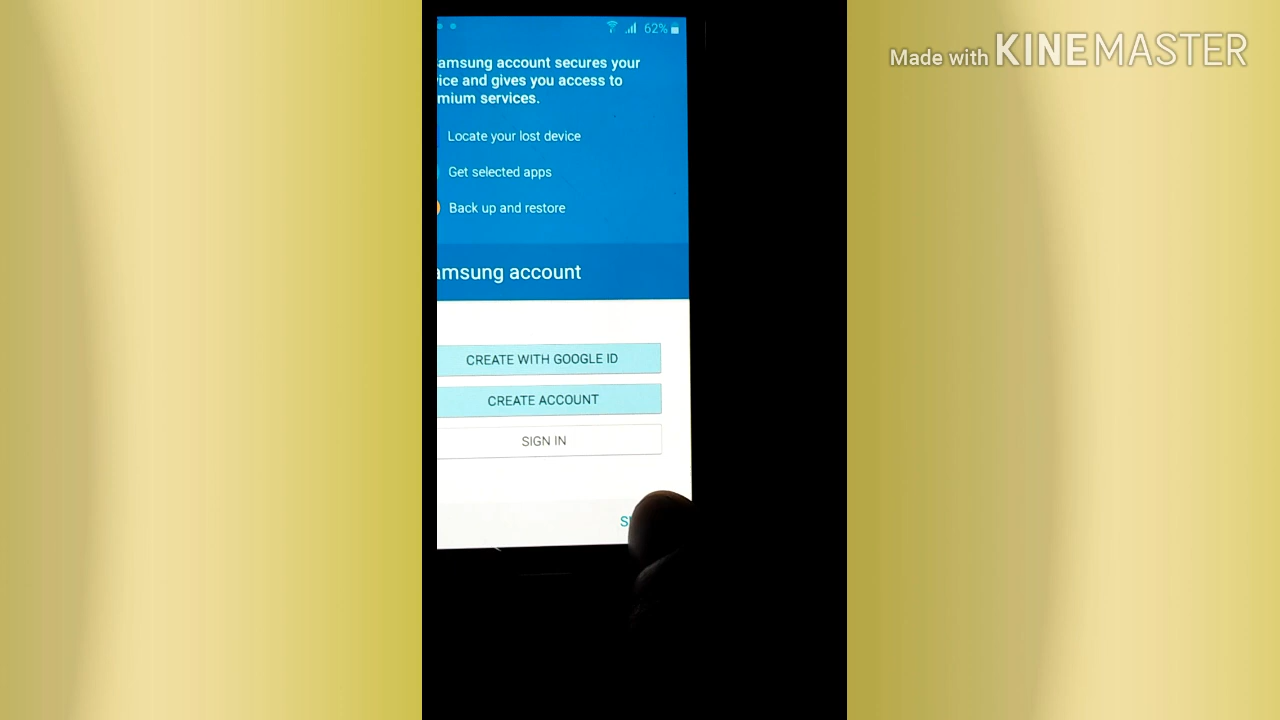 62%
Made with KINEMASTER
amsung account secures your
ice and gives you access to
mium services.
Locate your lost device
Get selected apps
Back up and restore
amsung account
CREATE WITH GOOGLE ID
CREATE ACCOUNT
SIGN IN